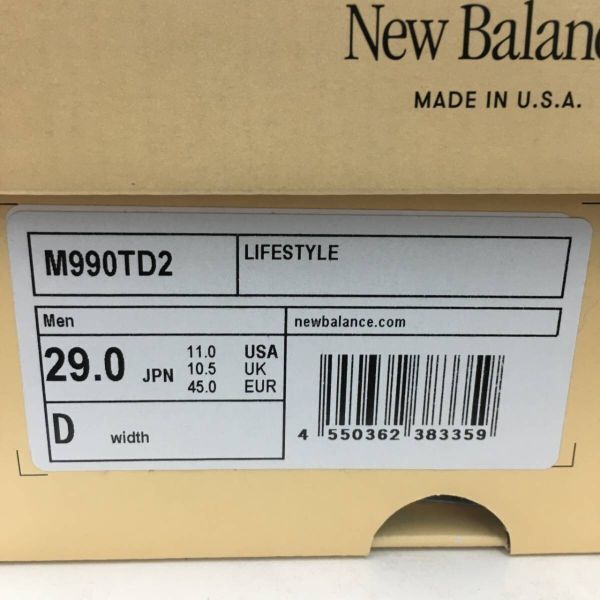 New Balan
MADE IN U.S.A.
M990TD2
LIFESTYLE
Men
newbalance.com
29.0 JPN
11.0 USA
10.5 UK
45.0 EUR
D width
4 550362 383359